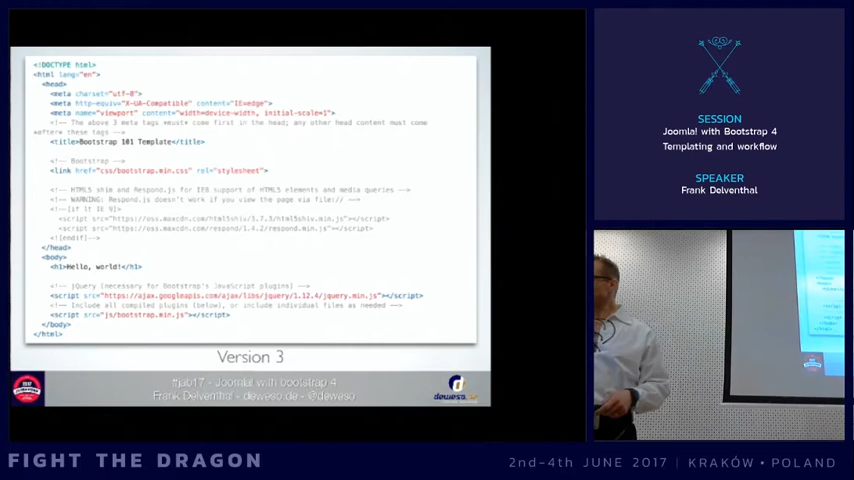 <!DOCTYPE html>
<html lang="en">
<head>
<meta charset="utf-8">
<meta http-equiv="X-UA-Compatible" content="IE=edge">
<meta name="viewport" content="width=device-width, initial-scale=1">
<!-- The above 3 meta tags *must* come first in the head; any other head content must come
*after* these tags -->
<title>Bootstrap 101 Template</title>
<!-- Bootstrap -->
<link href="css/bootstrap.min.css" rel="stylesheet">
<!-- HTML5 shim and Respond.js for IE8 support of HTML5 elements and media queries -->
<!-- WARNING: Respond.js doesn't work if you view the page via file:// -->
<!--[if lt IE 9]>
<script src="https://oss.maxcdn.com/html5shiv/3.7.3/html5shiv.min.js"></script>
<script src="https://oss.maxcdn.com/respond/1.4.2/respond.min.js"></script>
<![endif]-->
</head>
<body>
<h1>Hello, world!</h1>
<!-- jQuery (necessary for Bootstrap's JavaScript plugins) -->
<script src="https://ajax.googleapis.com/ajax/libs/jquery/1.12.4/jquery.min.js"></script>
<!-- Include all compiled plugins (below), or include individual files as needed -->
<script src="js/bootstrap.min.js"></script>
</body>
</html>
Version 3
#jab17 - Joomla! with bootstrap 4
Frank Delventhal - deweso.de - @deweso
deweso.de
SESSION
Joomla! with Bootstrap 4
Templating and workflow
SPEAKER
Frank Delventhal
FIGHT THE DRAGON
2nd-4th JUNE 2017 | KRAKÓW • POLAND